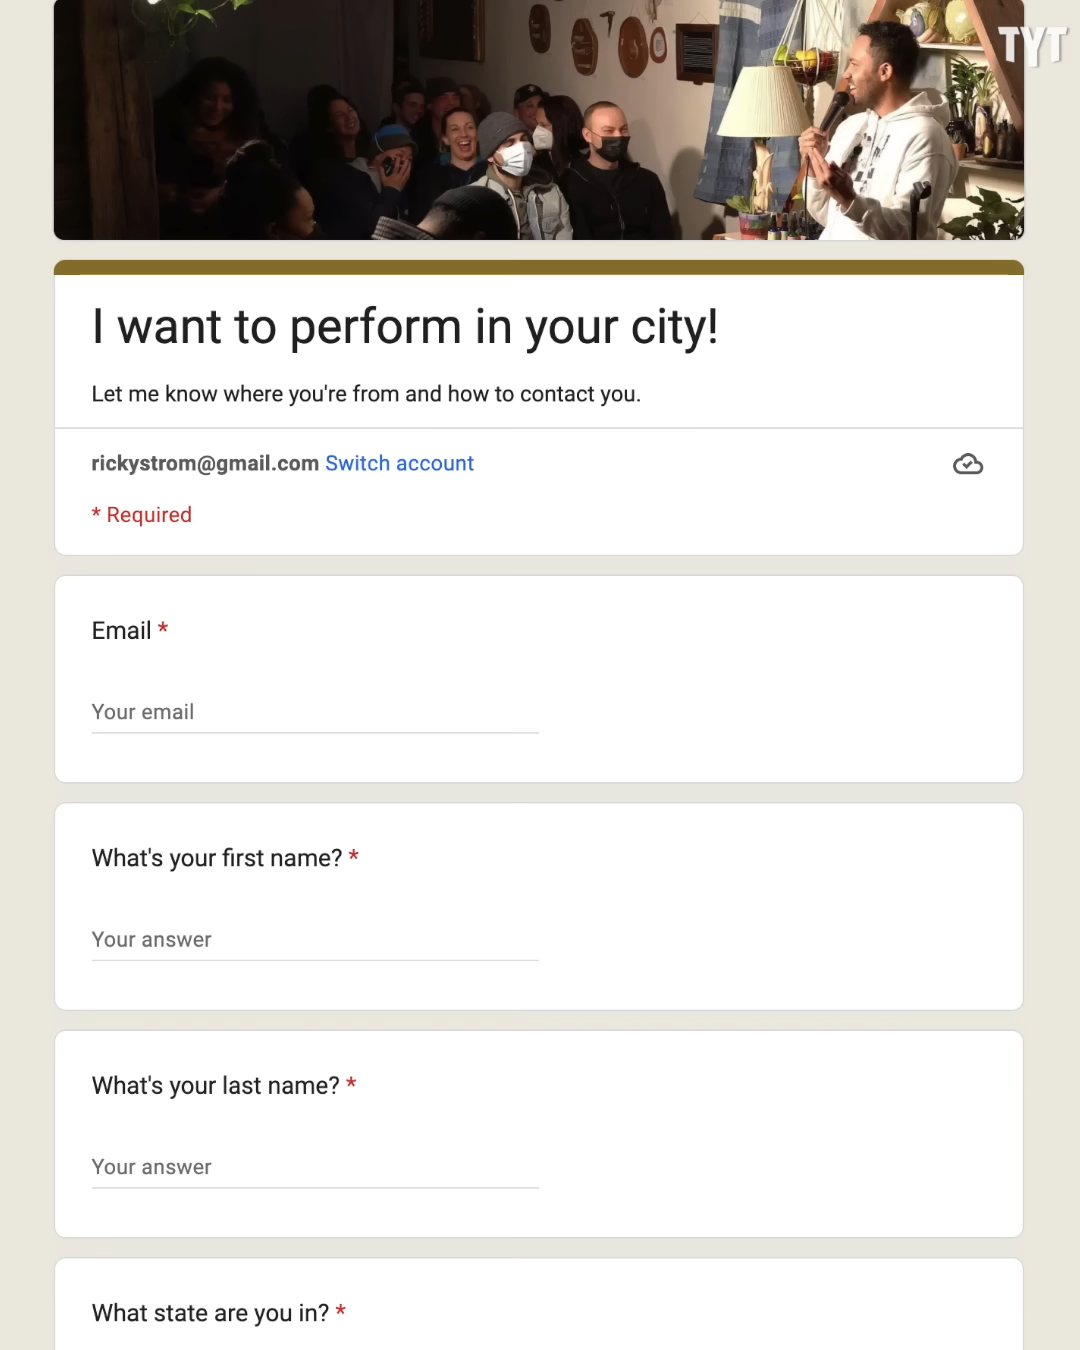 TYT
I want to perform in your city!
Let me know where you're from and how to contact you.
rickystrom@gmail.com Switch account
* Required
Email *
Your email
What's your first name? *
Your answer
What's your last name? *
Your answer
What state are you in? *